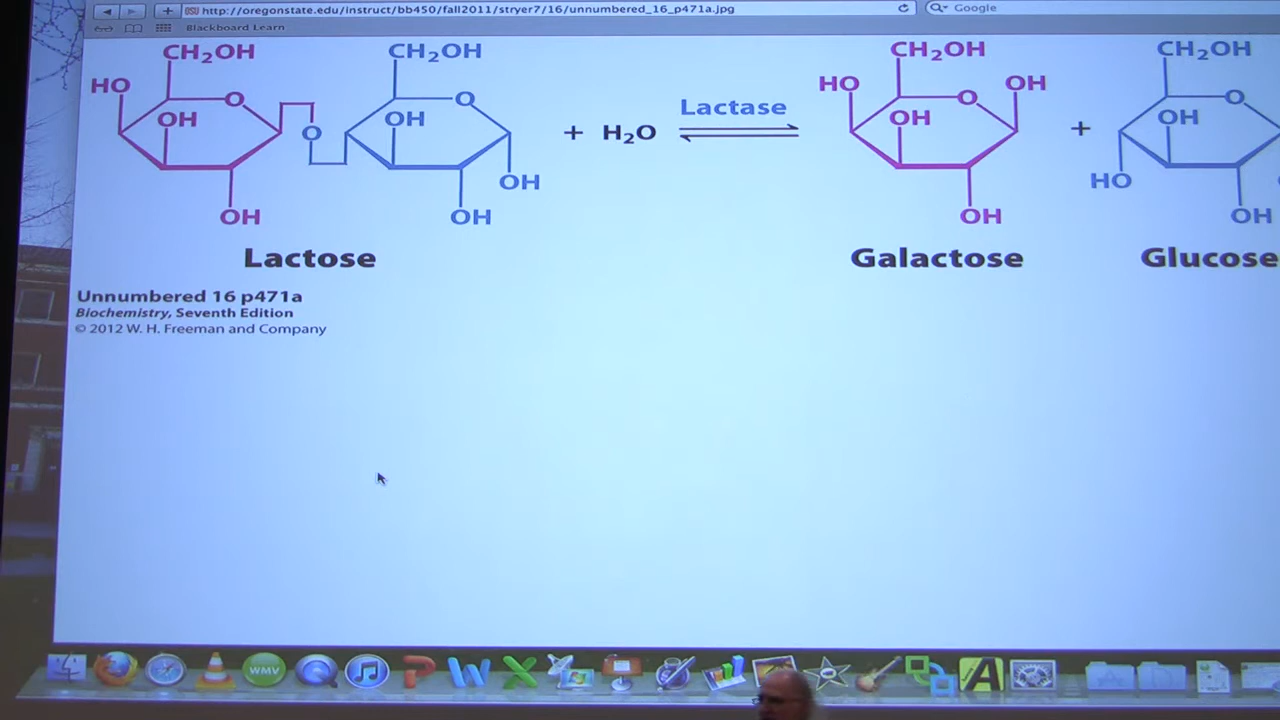 http://oregonstate.edu/instruct/bb450/fall2011/stryer7/16/unnumbered_16_p471a.jpg
Google
Blackboard Learn
CH2OH CH2OH CH2OH CH2OH
HO O O HO O OH O
OH OH Lactase OH OH
O + H2O +
OH HO
OH OH OH OH
Lactose Galactose Glucose
Unnumbered 16 p471a
Biochemistry, Seventh Edition
© 2012 W. H. Freeman and Company
WMV P W X A